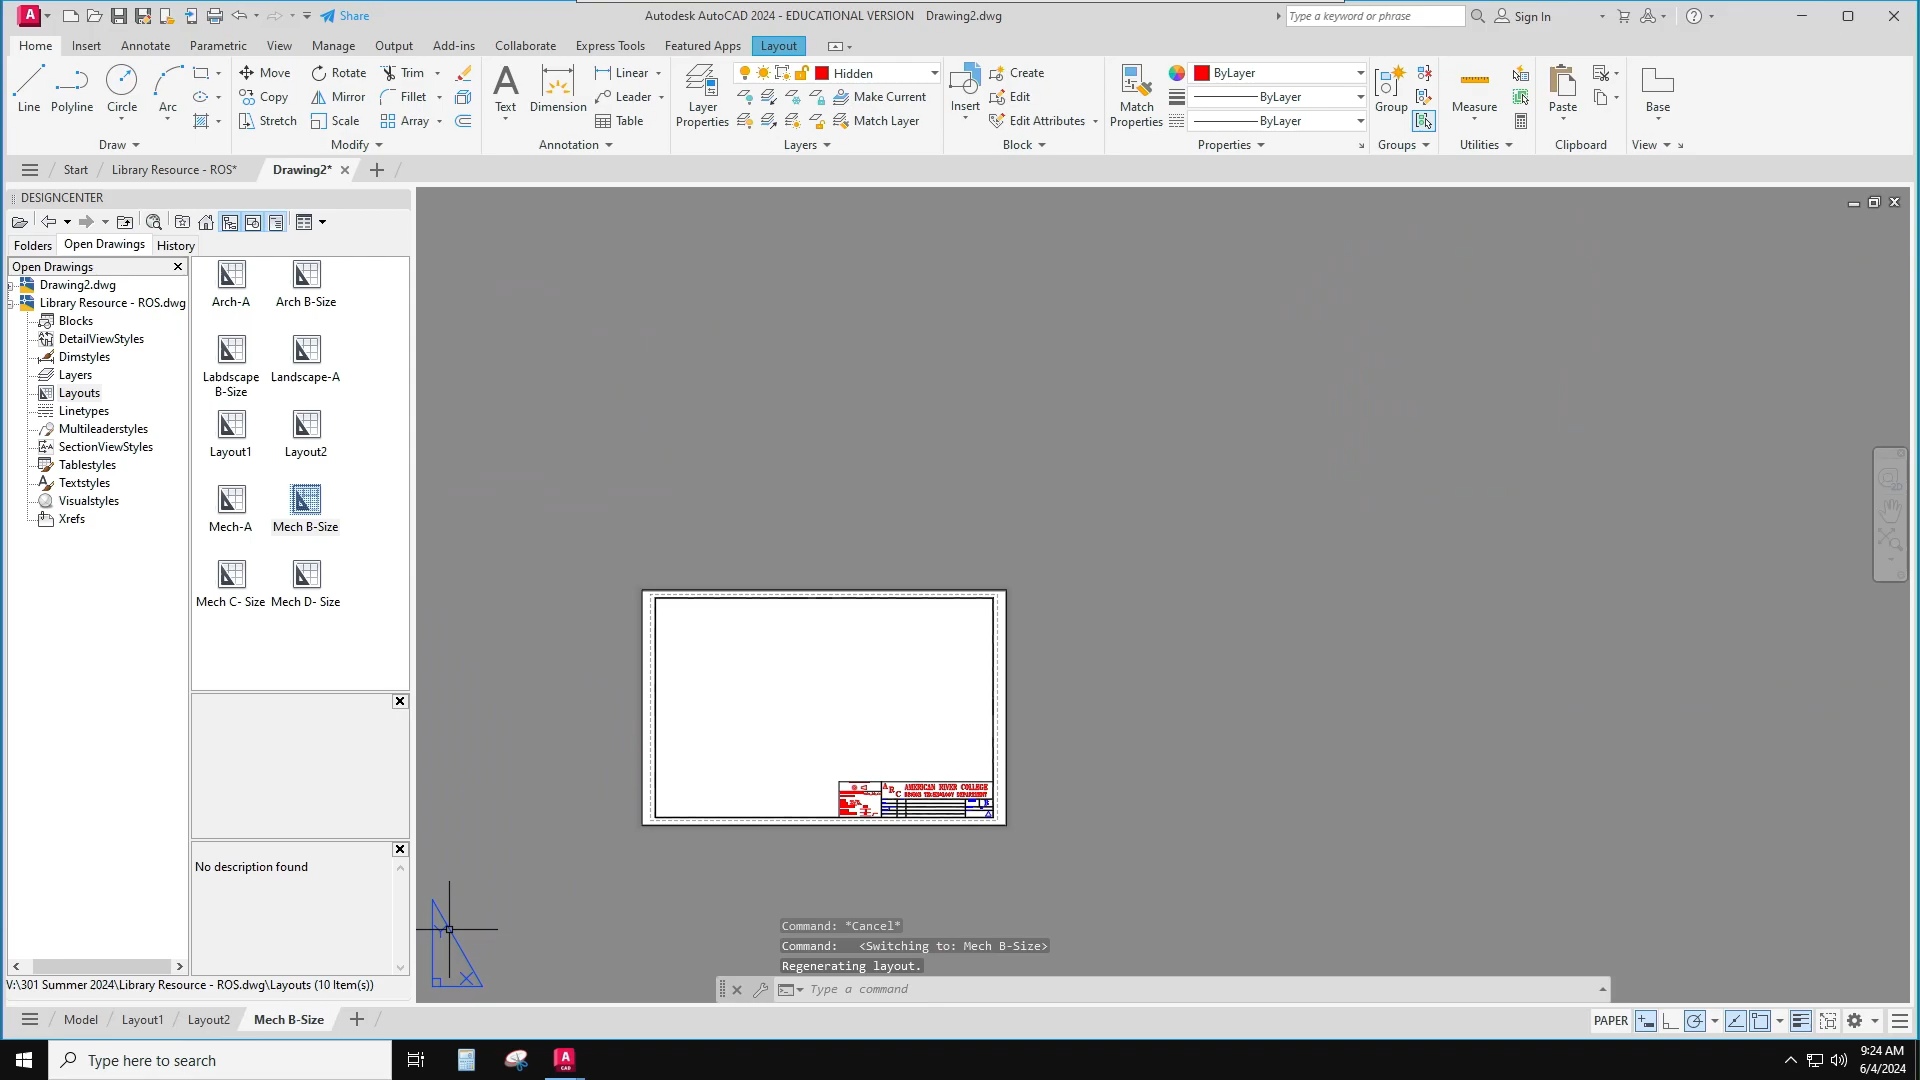 Share
Autodesk AutoCAD 2024 - EDUCATIONAL VERSION Drawing2.dwg
Type a keyword or phrase
Sign In
Home Insert Annotate Parametric View Manage Output Add-ins Collaborate Express Tools Featured Apps Layout
Line Polyline Circle Arc
Draw
Move Rotate Trim
Copy Mirror Fillet
Stretch Scale Array
Modify
Text Dimension
Linear
Leader
Table
Annotation
Layer
Properties
Hidden
Make Current
Match Layer
Layers
Insert
Create
Edit
Edit Attributes
Block
Match
Properties
ByLayer
ByLayer
ByLayer
Properties
Group
Groups
Measure
Utilities
Paste
Clipboard
Base
View
Start Library Resource - ROS* Drawing2*
DESIGNCENTER
Folders Open Drawings History
Open Drawings
Drawing2.dwg
Library Resource - ROS.dwg
Blocks
DetailViewStyles
Dimstyles
Layers
Layouts
Linetypes
Multileaderstyles
SectionViewStyles
Tablestyles
Textstyles
Visualstyles
Xrefs
Arch-A Arch B-Size
Labdscape
B-Size
Landscape-A
Layout1 Layout2
Mech-A Mech B-Size
Mech C- Size Mech D- Size
No description found
V:\301 Summer 2024\Library Resource - ROS.dwg\Layouts (10 Item(s))
ARC AMERICAN RIVER COLLEGE
DESIGN TECHNOLOGY DEPARTMENT
B
Y
X
Command: *Cancel*
Command: <Switching to: Mech B-Size>
Regenerating layout.
Type a command
Model Layout1 Layout2 Mech B-Size
PAPER
Type here to search
9:24 AM
6/4/2024